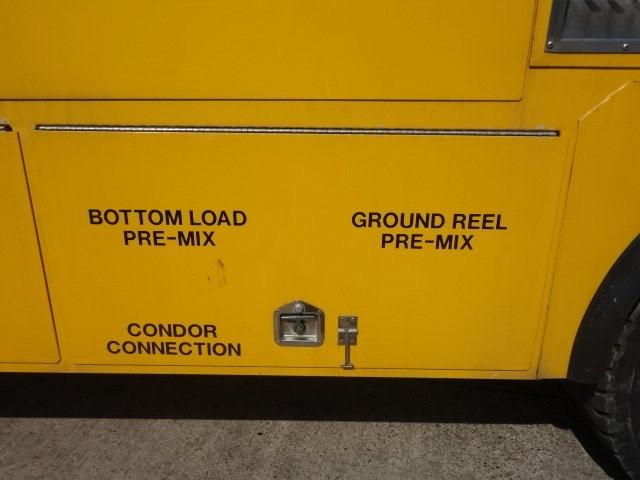 BOTTOM LOAD
PRE-MIX
GROUND REEL
PRE-MIX
CONDOR
CONNECTION